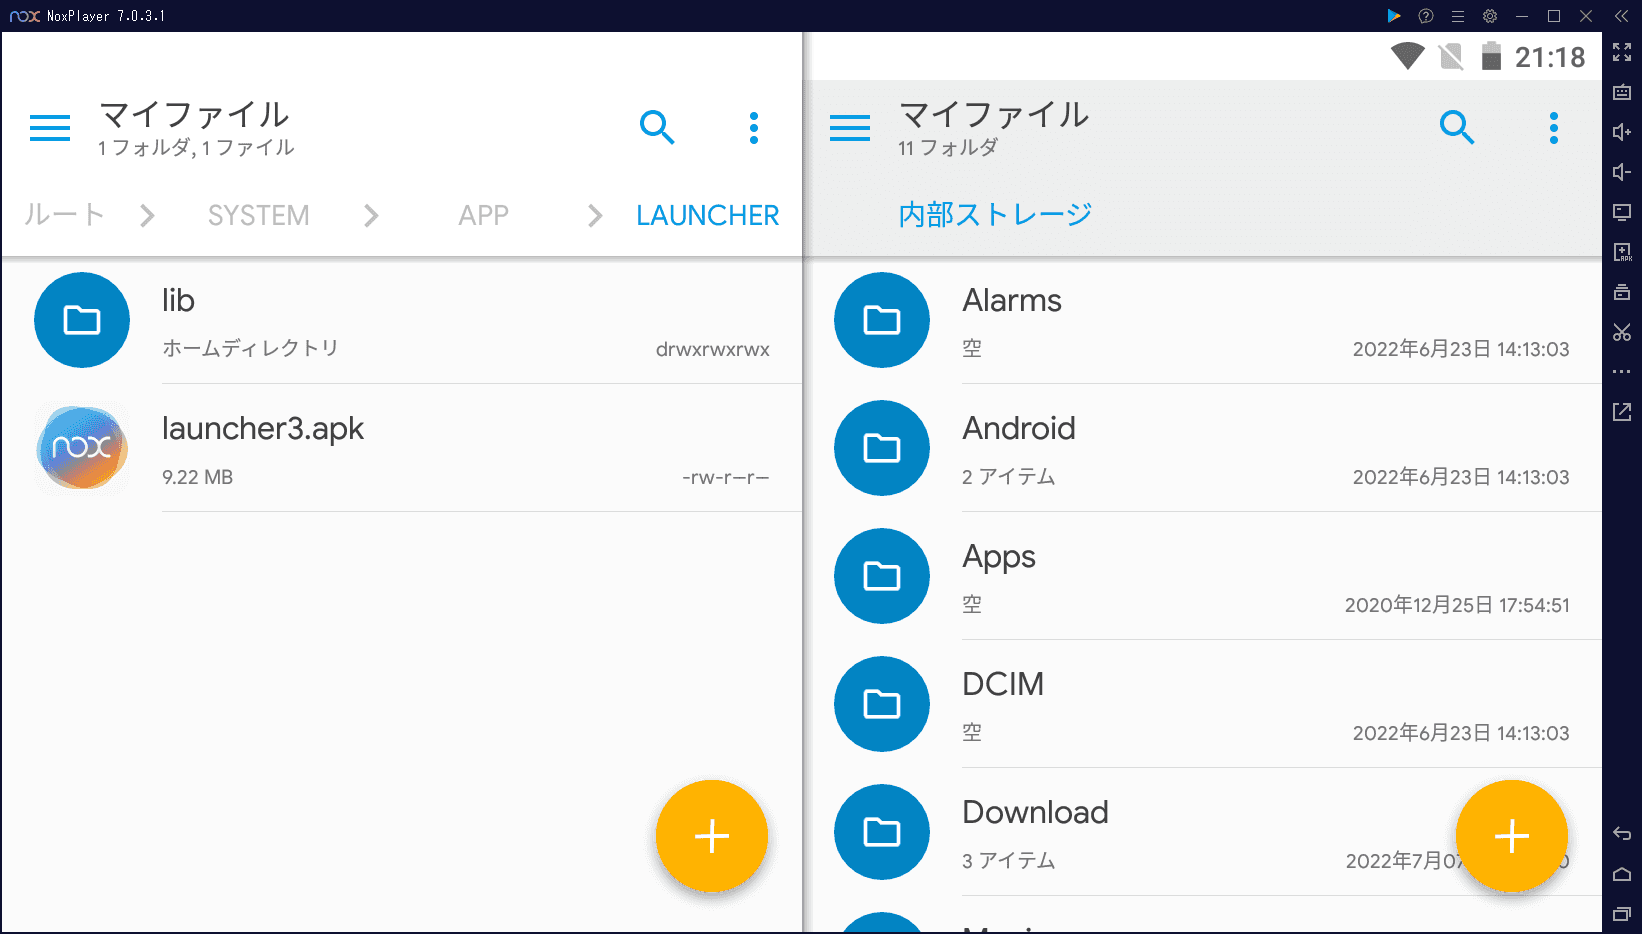 nox NoxPlayer 7.0.3.1
21:18
マイファイル
1 フォルダ, 1 ファイル
ルート
SYSTEM
APP
LAUNCHER
lib
ホームディレクトリ
drwxrwxrwx
nox
launcher3.apk
9.22 MB
-rw-r--r--
マイファイル
11 フォルダ
内部ストレージ
Alarms
空
2022年6月23日 14:13:03
Android
2 アイテム
2022年6月23日 14:13:03
Apps
空
2020年12月25日 17:54:51
DCIM
空
2022年6月23日 14:13:03
Download
3 アイテム
2022年7月0
APK